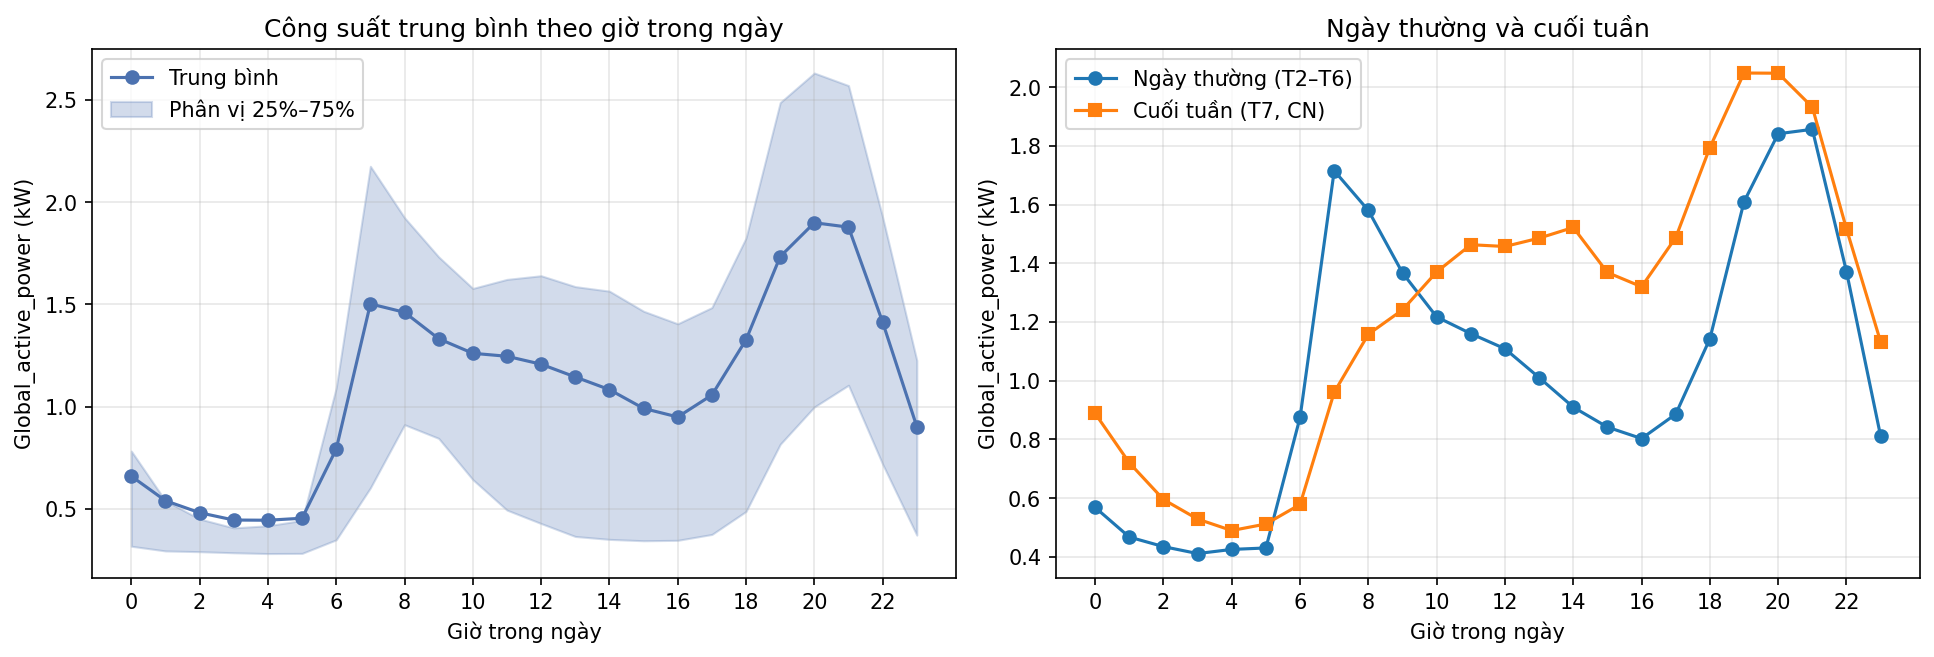 Công suất trung bình theo giờ trong ngày
Trung bình
Phân vị 25%–75%
Global_active_power (kW)
2.5
2.0
1.5
1.0
0.5
0 2 4 6 8 10 12 14 16 18 20 22
Giờ trong ngày
Ngày thường và cuối tuần
Ngày thường (T2–T6)
Cuối tuần (T7, CN)
Global_active_power (kW)
2.0
1.8
1.6
1.4
1.2
1.0
0.8
0.6
0.4
0 2 4 6 8 10 12 14 16 18 20 22
Giờ trong ngày